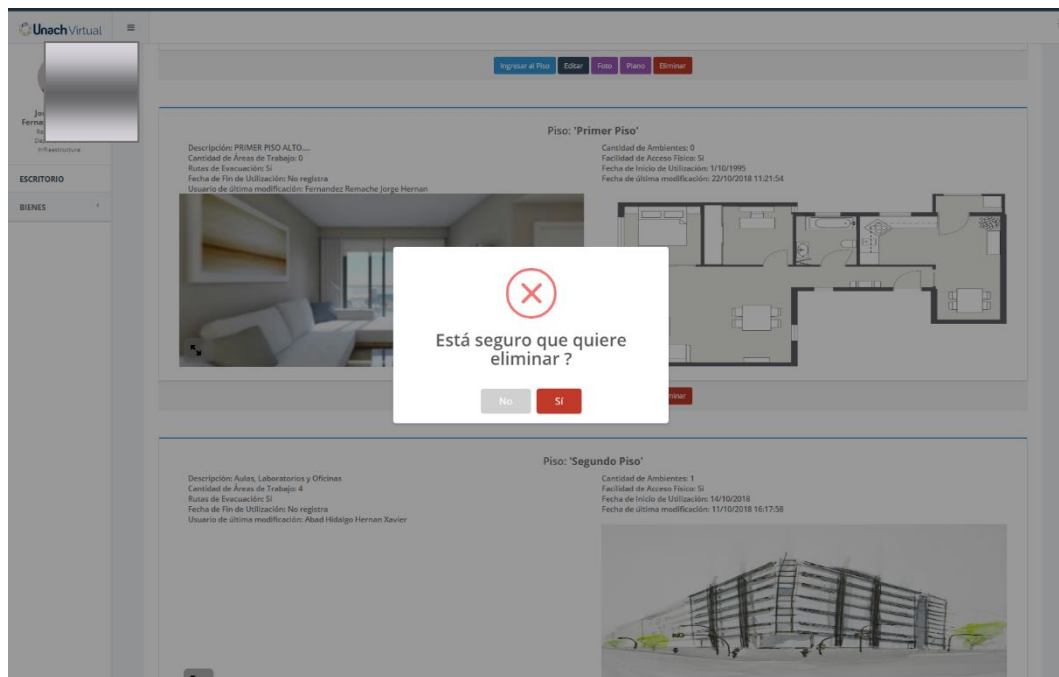 Unach Virtual
Ingresar al Piso Editar Foto Plano Eliminar
Infraestructura
ESCRITORIO
BIENES
Piso: 'Primer Piso'
Descripción: PRIMER PISO ALTO....
Cantidad de Áreas de Trabajo: 0
Rutas de Evacuación: Si
Fecha de Fin de Utilización: No registra
Usuario de última modificación: Fernandez Remache Jorge Hernan
Cantidad de Ambientes: 0
Facilidad de Acceso Físico: Si
Fecha de Inicio de Utilización: 1/10/1995
Fecha de última modificación: 22/10/2018 11:21:54
Está seguro que quiere
eliminar ?
No Sí
Piso: 'Segundo Piso'
Descripción: Aulas, Laboratorios y Oficinas
Cantidad de Áreas de Trabajo: 4
Rutas de Evacuación: Si
Fecha de Fin de Utilización: No registra
Usuario de última modificación: Abad Hidalgo Hernan Xavier
Cantidad de Ambientes: 1
Facilidad de Acceso Físico: Si
Fecha de Inicio de Utilización: 14/10/2018
Fecha de última modificación: 11/10/2018 16:17:58